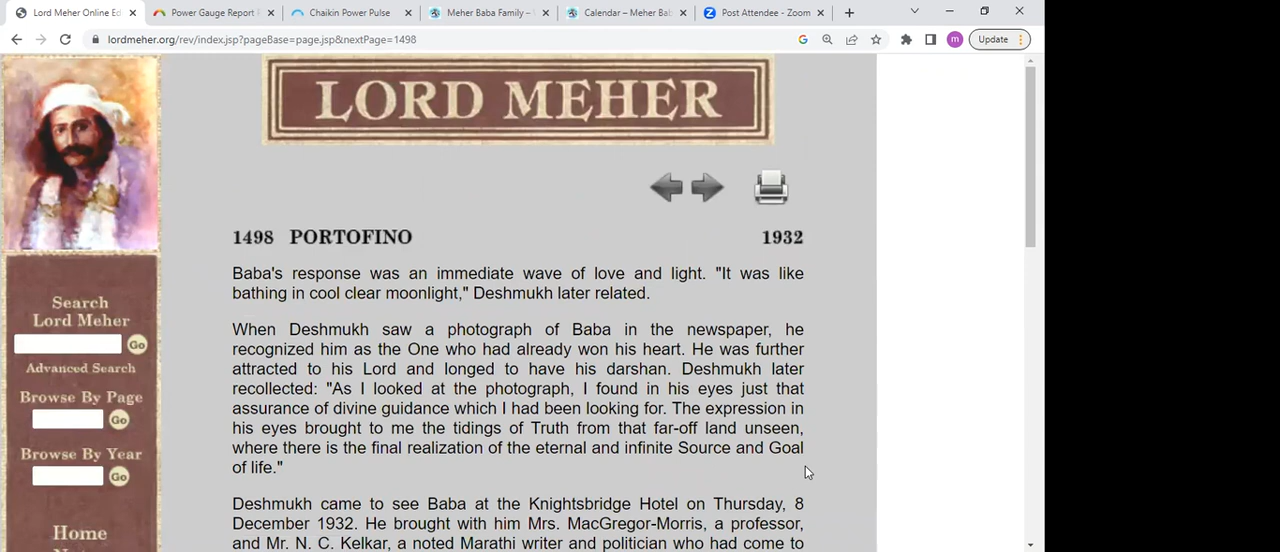 Lord Meher Online Ed
Power Gauge Report
Chaikin Power Pulse
Meher Baba Family –
Calendar – Meher Bab
Post Attendee - Zoom
lordmeher.org/rev/index.jsp?pageBase=page.jsp&nextPage=1498
m
Update
LORD MEHER
1498 PORTOFINO 1932
Baba's response was an immediate wave of love and light. "It was like
bathing in cool clear moonlight," Deshmukh later related.
When Deshmukh saw a photograph of Baba in the newspaper, he
recognized him as the One who had already won his heart. He was further
attracted to his Lord and longed to have his darshan. Deshmukh later
recollected: "As I looked at the photograph, I found in his eyes just that
assurance of divine guidance which I had been looking for. The expression in
his eyes brought to me the tidings of Truth from that far-off land unseen,
where there is the final realization of the eternal and infinite Source and Goal
of life."
Deshmukh came to see Baba at the Knightsbridge Hotel on Thursday, 8
December 1932. He brought with him Mrs. MacGregor-Morris, a professor,
and Mr. N. C. Kelkar, a noted Marathi writer and politician who had come to
Search
Lord Meher
Go
Advanced Search
Browse By Page
Go
Browse By Year
Go
Home